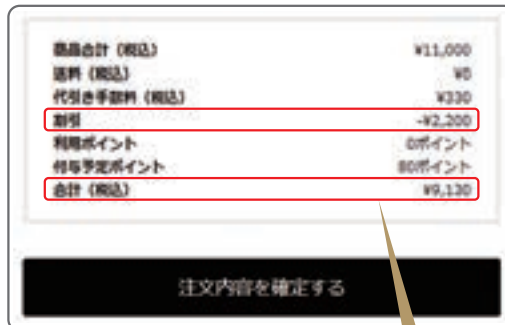 商品合計（税込） ¥11,000
送料（税込） ¥0
代引き手数料（税込） ¥330
割引 -¥2,200
利用ポイント 0ポイント
付与予定ポイント 80ポイント
合計（税込） ¥9,130
注文内容を確定する